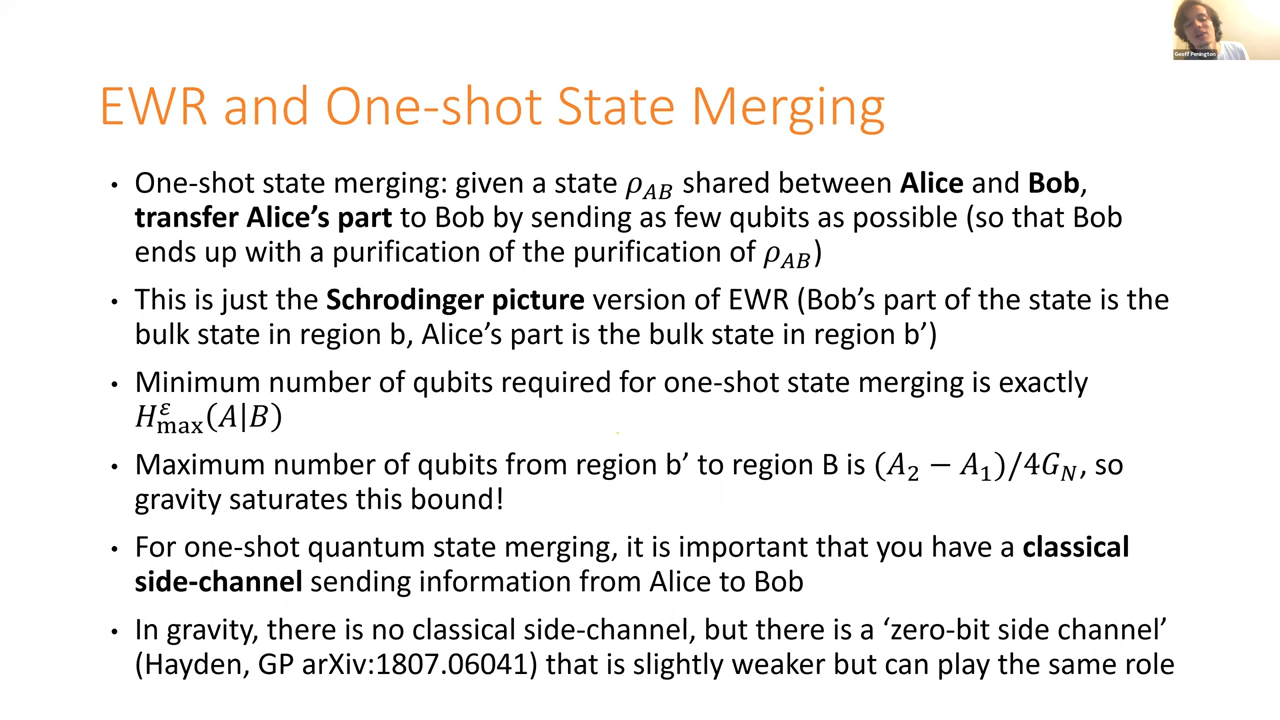 Geoff Penington
EWR and One-shot State Merging
• One-shot state merging: given a state ρ_AB shared between Alice and Bob,
transfer Alice's part to Bob by sending as few qubits as possible (so that Bob
ends up with a purification of the purification of ρ_AB)
• This is just the Schrodinger picture version of EWR (Bob's part of the state is the
bulk state in region b, Alice's part is the bulk state in region b')
• Minimum number of qubits required for one-shot state merging is exactly
H^ε_max(A|B)
• Maximum number of qubits from region b' to region B is (A_2 − A_1)/4G_N, so
gravity saturates this bound!
• For one-shot quantum state merging, it is important that you have a classical
side-channel sending information from Alice to Bob
• In gravity, there is no classical side-channel, but there is a 'zero-bit side channel'
(Hayden, GP arXiv:1807.06041) that is slightly weaker but can play the same role